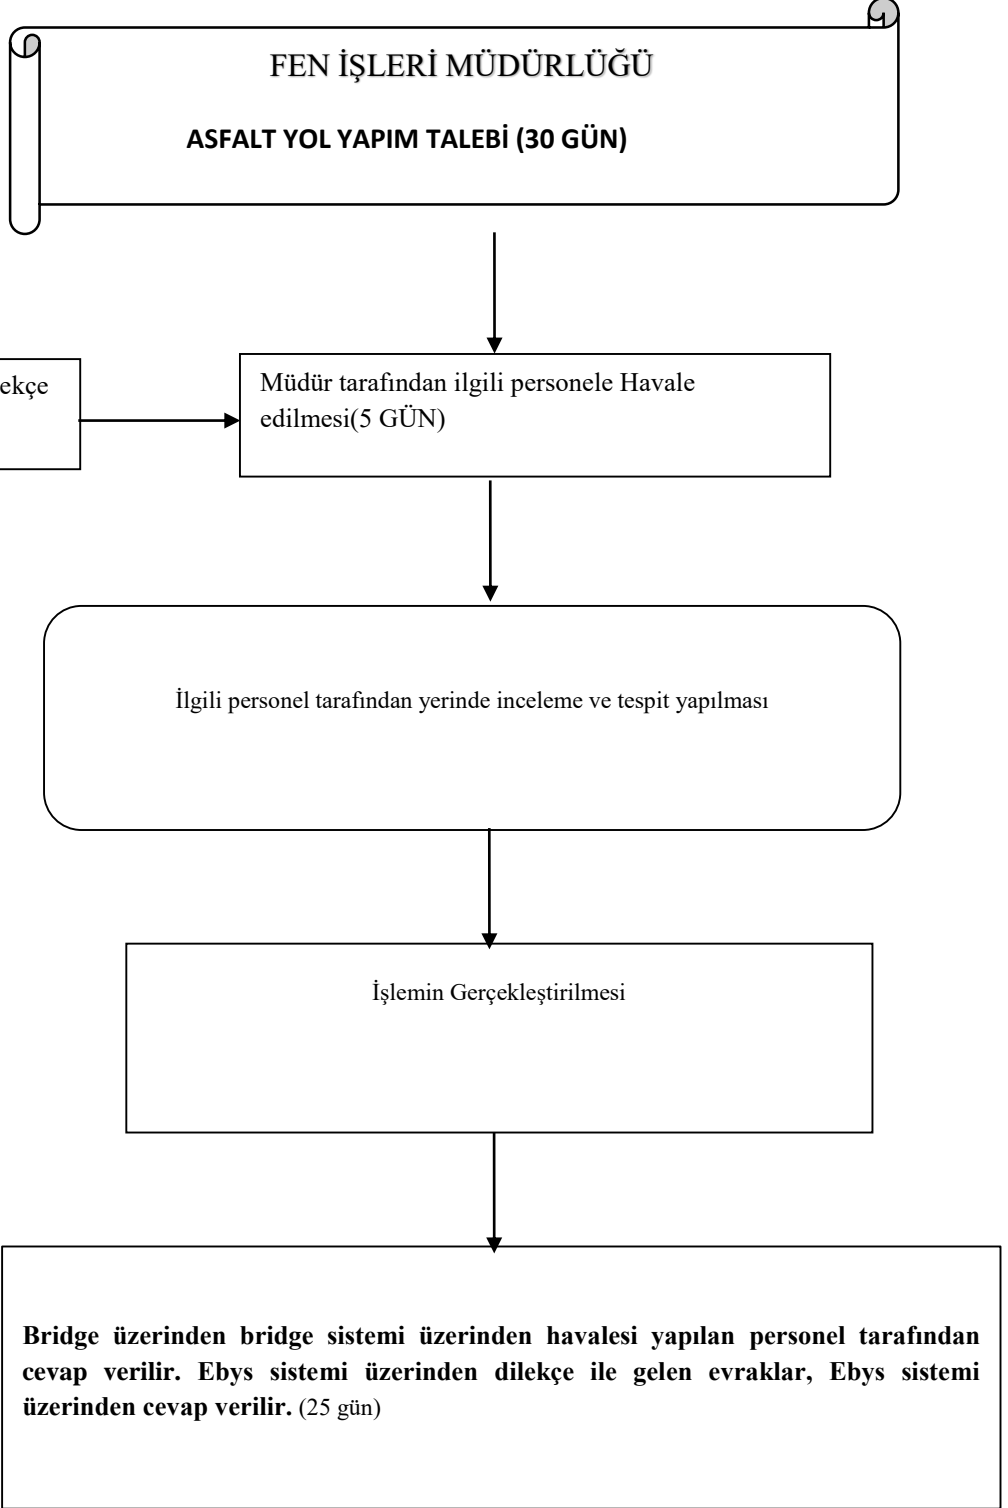 FEN İŞLERİ MÜDÜRLÜĞÜ
ASFALT YOL YAPIM TALEBİ (30 GÜN)
ekçe
Müdür tarafından ilgili personele Havale
edilmesi(5 GÜN)
İlgili personel tarafından yerinde inceleme ve tespit yapılması
İşlemin Gerçekleştirilmesi
Bridge üzerinden bridge sistemi üzerinden havalesi yapılan personel tarafından
cevap verilir. Ebys sistemi üzerinden dilekçe ile gelen evraklar, Ebys sistemi
üzerinden cevap verilir. (25 gün)